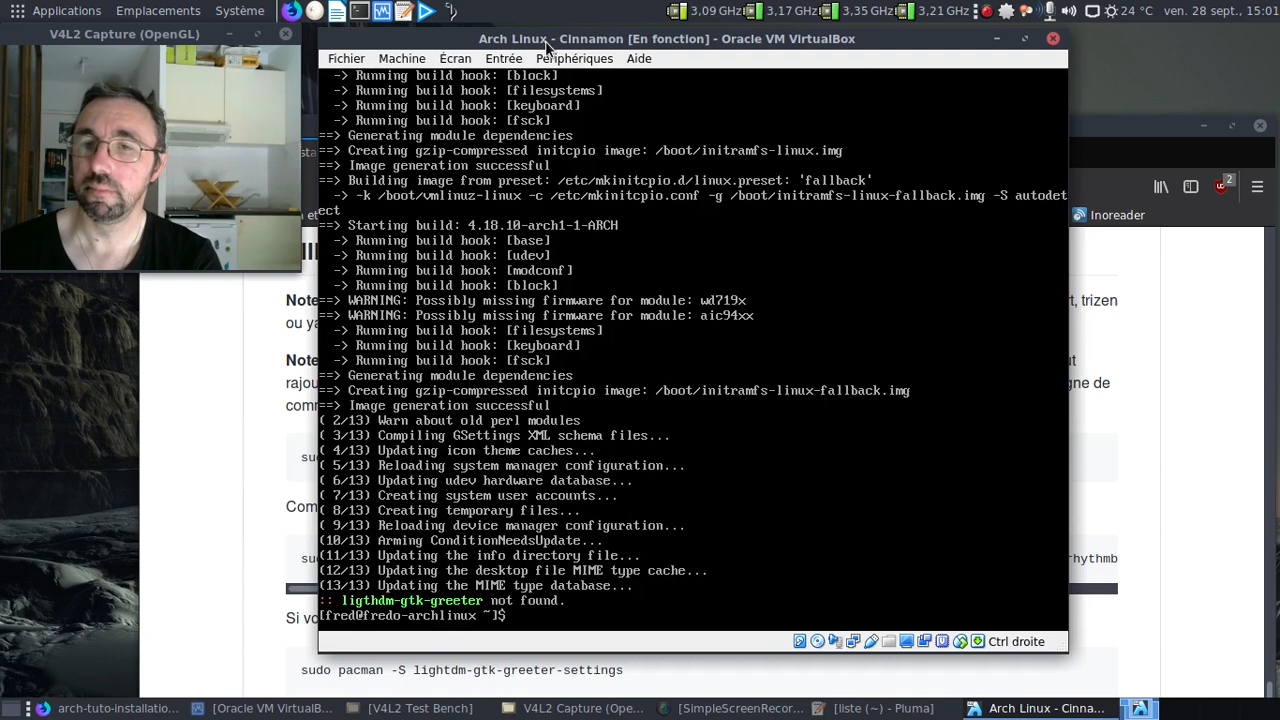 Applications Emplacements Système
3,09 GHz 3,17 GHz 3,35 GHz 3,21 GHz 24 °C ven. 28 sept., 15:01
V4L2 Capture (OpenGL)
Arch Linux - Cinnamon [En fonction] - Oracle VM VirtualBox
Fichier Machine Écran Entrée Périphériques Aide
-> Running build hook: [block]
-> Running build hook: [filesystems]
-> Running build hook: [keyboard]
-> Running build hook: [fsck]
==> Generating module dependencies
==> Creating gzip-compressed initcpio image: /boot/initramfs-linux.img
==> Image generation successful
==> Building image from preset: /etc/mkinitcpio.d/linux.preset: 'fallback'
-> -k /boot/vmlinuz-linux -c /etc/mkinitcpio.conf -g /boot/initramfs-linux-fallback.img -S autodet
ect
==> Starting build: 4.18.10-arch1-1-ARCH
-> Running build hook: [base]
-> Running build hook: [udev]
-> Running build hook: [modconf]
-> Running build hook: [block]
==> WARNING: Possibly missing firmware for module: wd719x
==> WARNING: Possibly missing firmware for module: aic94xx
-> Running build hook: [filesystems]
-> Running build hook: [keyboard]
-> Running build hook: [fsck]
==> Generating module dependencies
==> Creating gzip-compressed initcpio image: /boot/initramfs-linux-fallback.img
==> Image generation successful
( 2/13) Warn about old perl modules
( 3/13) Compiling GSettings XML schema files...
( 4/13) Updating icon theme caches...
( 5/13) Reloading system manager configuration...
( 6/13) Updating udev hardware database...
( 7/13) Creating system user accounts...
( 8/13) Creating temporary files...
( 9/13) Reloading device manager configuration...
(10/13) Arming ConditionNeedsUpdate...
(11/13) Updating the info directory file...
(12/13) Updating the desktop file MIME type cache...
(13/13) Updating the MIME type database...
:: ligthdm-gtk-greeter not found.
[fred@fredo-archlinux ~]$
Ctrl droite
2
Inoreader
Note
rt, trizen
ou ya
Note
ut
rajou
gne de
comm
sudo
Com
sudo
rhythmb
Si vo
sudo pacman -S lightdm-gtk-greeter-settings
arch-tuto-installatio... [Oracle VM VirtualB... [V4L2 Test Bench] V4L2 Capture (Ope... [SimpleScreenRecor... [liste (~) - Pluma] Arch Linux - Cinna...